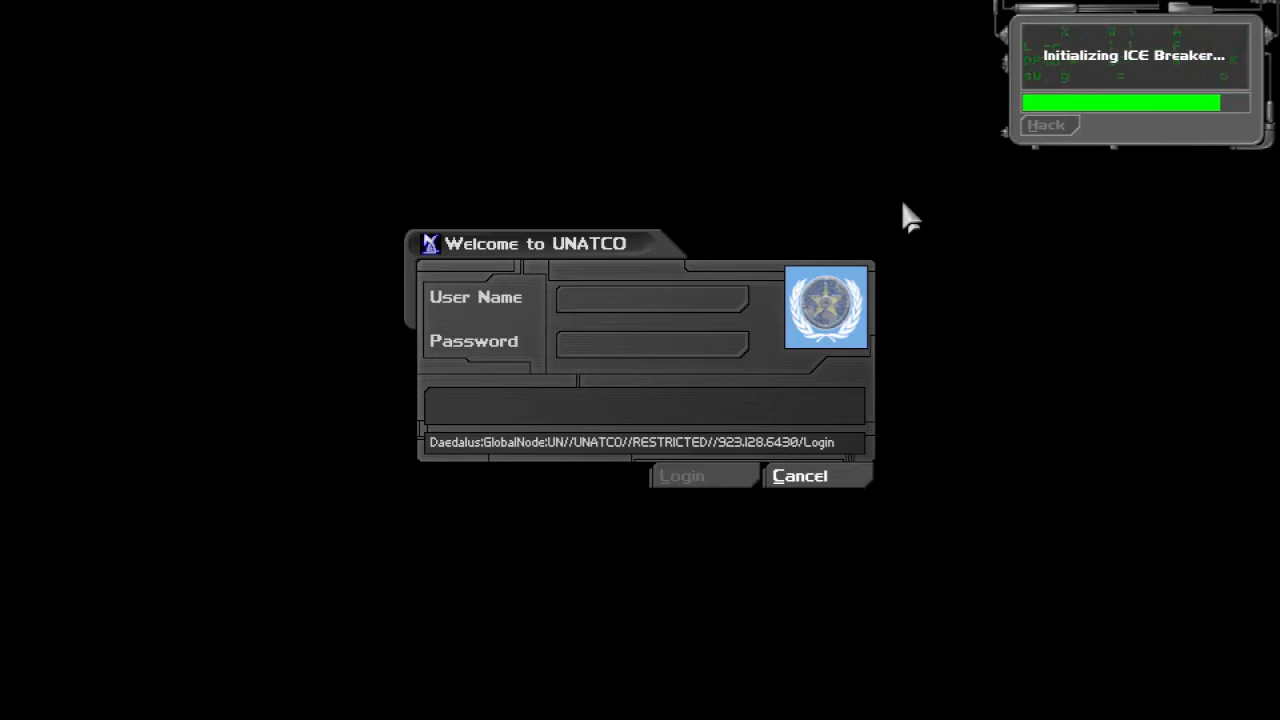 Initializing ICE Breaker...
Hack
Welcome to UNATCO
User Name
Password
Daedalus:GlobalNode:UN//UNATCO//RESTRICTED//923.128.6430/Login
Login
Cancel